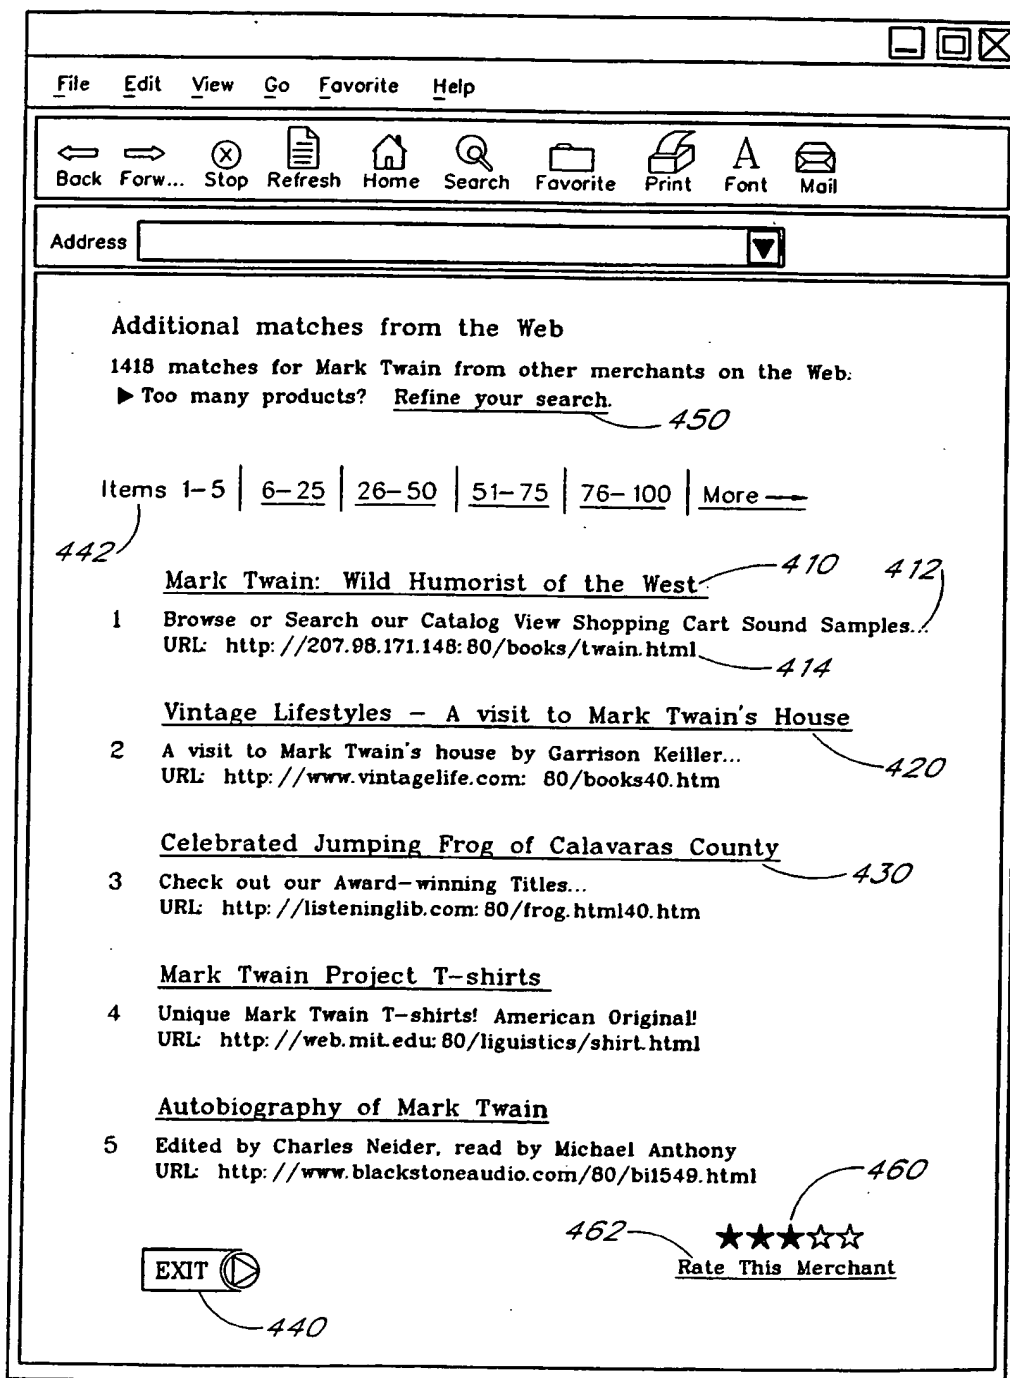 File Edit View Go Favorite Help
Back Forw... Stop Refresh Home Search Favorite Print Font Mail
Address
Additional matches from the Web
1418 matches for Mark Twain from other merchants on the Web.
▶ Too many products? Refine your search.
450
Items 1-5 | 6-25 | 26-50 | 51-75 | 76-100 | More →
442
410
412
Mark Twain: Wild Humorist of the West
1 Browse or Search our Catalog View Shopping Cart Sound Samples...
URL: http://207.98.171.148:80/books/twain.html
414
Vintage Lifestyles - A visit to Mark Twain's House
2 A visit to Mark Twain's house by Garrison Keiller...
420
URL: http://www.vintagelife.com: 80/books40.htm
Celebrated Jumping Frog of Calavaras County
430
3 Check out our Award-winning Titles...
URL: http://listeninglib.com:80/frog.html40.htm
Mark Twain Project T-shirts
4 Unique Mark Twain T-shirts! American Original!
URL: http://web.mit.edu:80/liguistics/shirt.html
Autobiography of Mark Twain
5 Edited by Charles Neider, read by Michael Anthony
URL: http://www.blackstoneaudio.com/80/bi1549.html
460
462
★★★☆☆
Rate This Merchant
EXIT
440